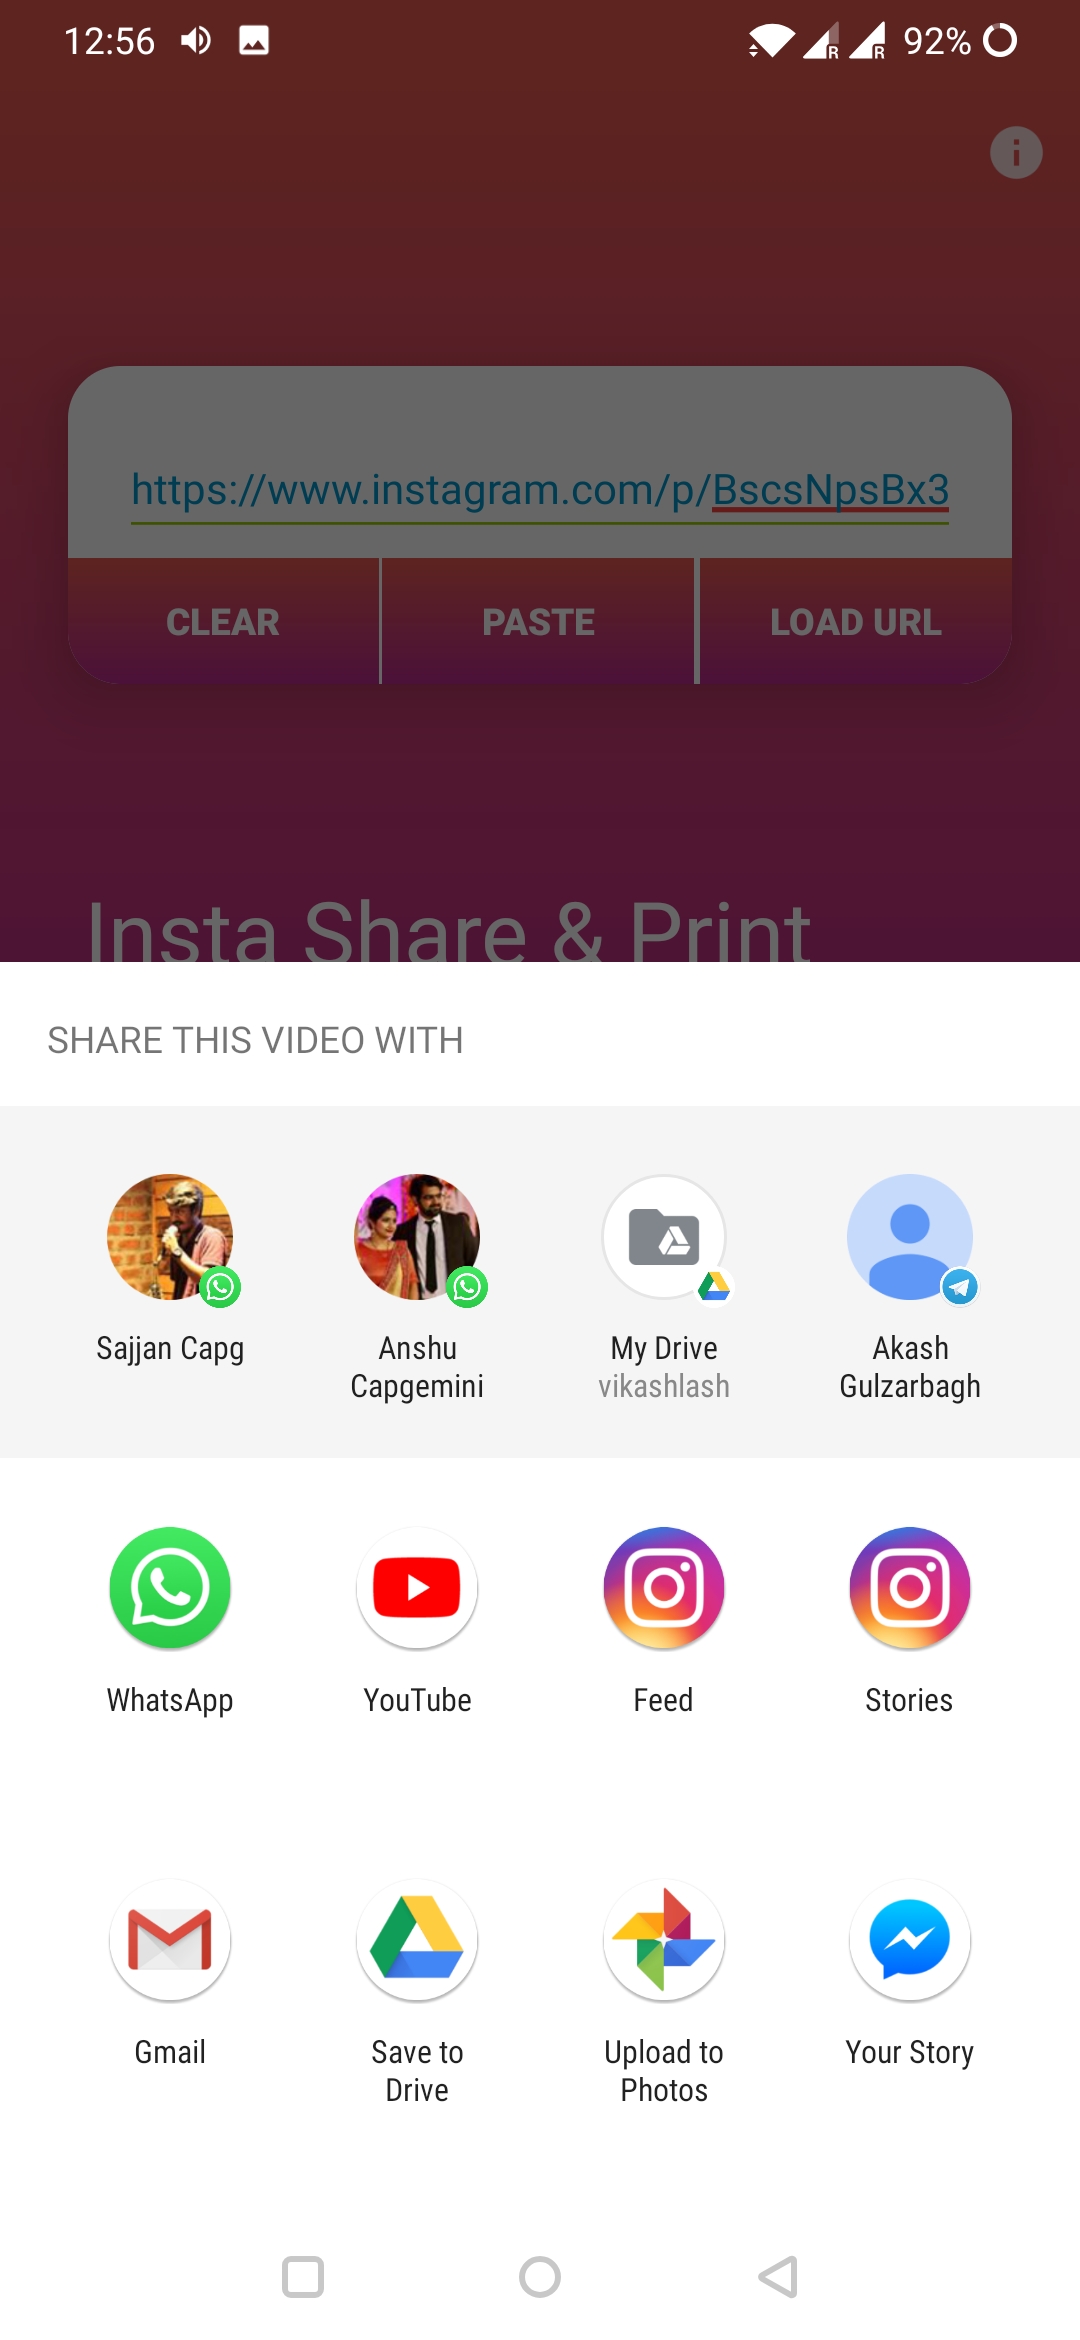 12:56
92%
https://www.instagram.com/p/BscsNpsBx3
CLEAR PASTE LOAD URL
Insta Share & Print
SHARE THIS VIDEO WITH
Sajjan Capg Anshu My Drive Akash
Capgemini vikashlash Gulzarbagh
WhatsApp YouTube Feed Stories
Gmail Save to Upload to Your Story
Drive Photos